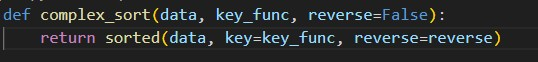 def complex_sort(data, key_func, reverse=False):
    return sorted(data, key=key_func, reverse=reverse)